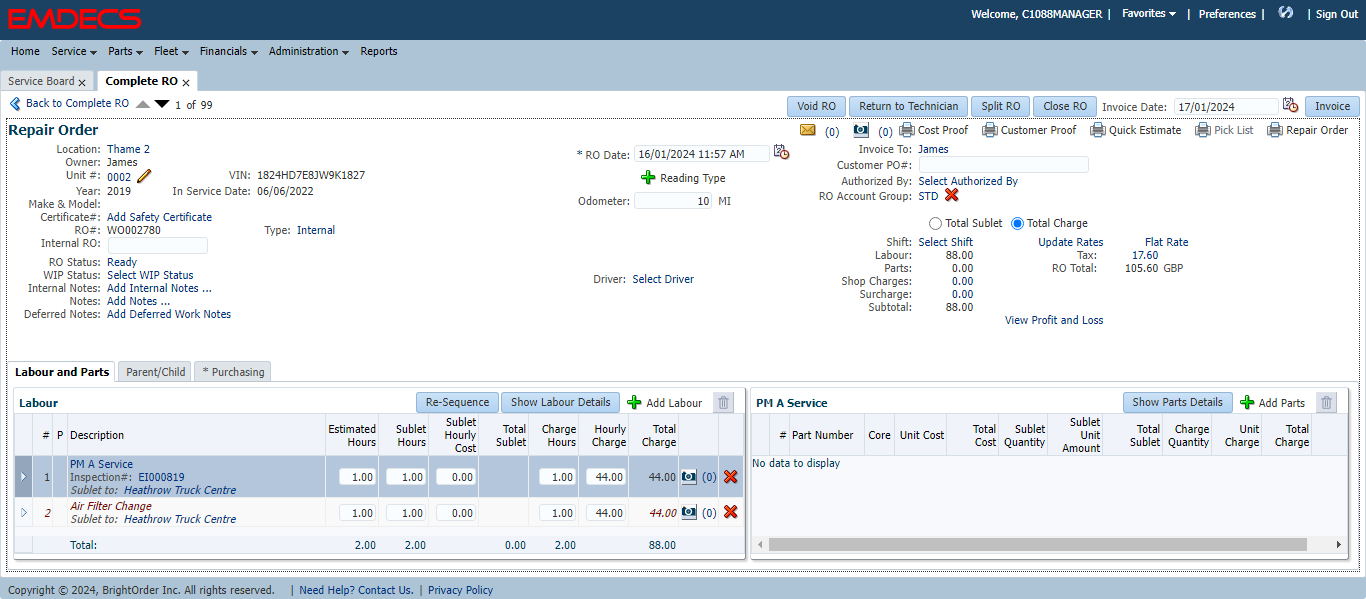 EMDECS
Welcome, C1088MANAGER | Favorites | Preferences | | Sign Out
Home Service Parts Fleet Financials Administration Reports
Service Board x Complete RO x
Back to Complete RO 1 of 99
Void RO Return to Technician Split RO Close RO Invoice Date: 17/01/2024 Invoice
Repair Order
(0) (0) Cost Proof Customer Proof Quick Estimate Pick List Repair Order
Location: Thame 2
Owner: James
Unit #: 0002 VIN: 1824HD7E8JW9K1827
Year: 2019 In Service Date: 06/06/2022
Make & Model:
Certificate#: Add Safety Certificate
RO#: WO002780 Type: Internal
Internal RO:
RO Status: Ready
WIP Status: Select WIP Status
Internal Notes: Add Internal Notes ...
Notes: Add Notes ...
Deferred Notes: Add Deferred Work Notes
* RO Date: 16/01/2024 11:57 AM
Reading Type
Odometer: 10 MI
Driver: Select Driver
Invoice To: James
Customer PO#:
Authorized By: Select Authorized By
RO Account Group: STD
Total Sublet Total Charge
Shift: Select Shift Update Rates Flat Rate
Labour: 88.00 Tax: 17.60
Parts: 0.00 RO Total: 105.60 GBP
Shop Charges: 0.00
Surcharge: 0.00
Subtotal: 88.00
View Profit and Loss
Labour and Parts Parent/Child * Purchasing
Labour Re-Sequence Show Labour Details Add Labour
# P Description Estimated Hours Sublet Hours Sublet Hourly Cost Total Sublet Charge Hours Hourly Charge Total Charge
1 PM A Service 1.00 1.00 0.00 1.00 44.00 44.00 (0)
Inspection#: EI000819
Sublet to: Heathrow Truck Centre
2 Air Filter Change 1.00 1.00 0.00 1.00 44.00 44.00 (0)
Sublet to: Heathrow Truck Centre
Total: 2.00 2.00 0.00 2.00 88.00
PM A Service Show Parts Details Add Parts
# Part Number Core Unit Cost Total Cost Sublet Quantity Sublet Unit Amount Total Sublet Charge Quantity Unit Charge Total Charge
No data to display
Copyright © 2024, BrightOrder Inc. All rights reserved. | Need Help? Contact Us. | Privacy Policy